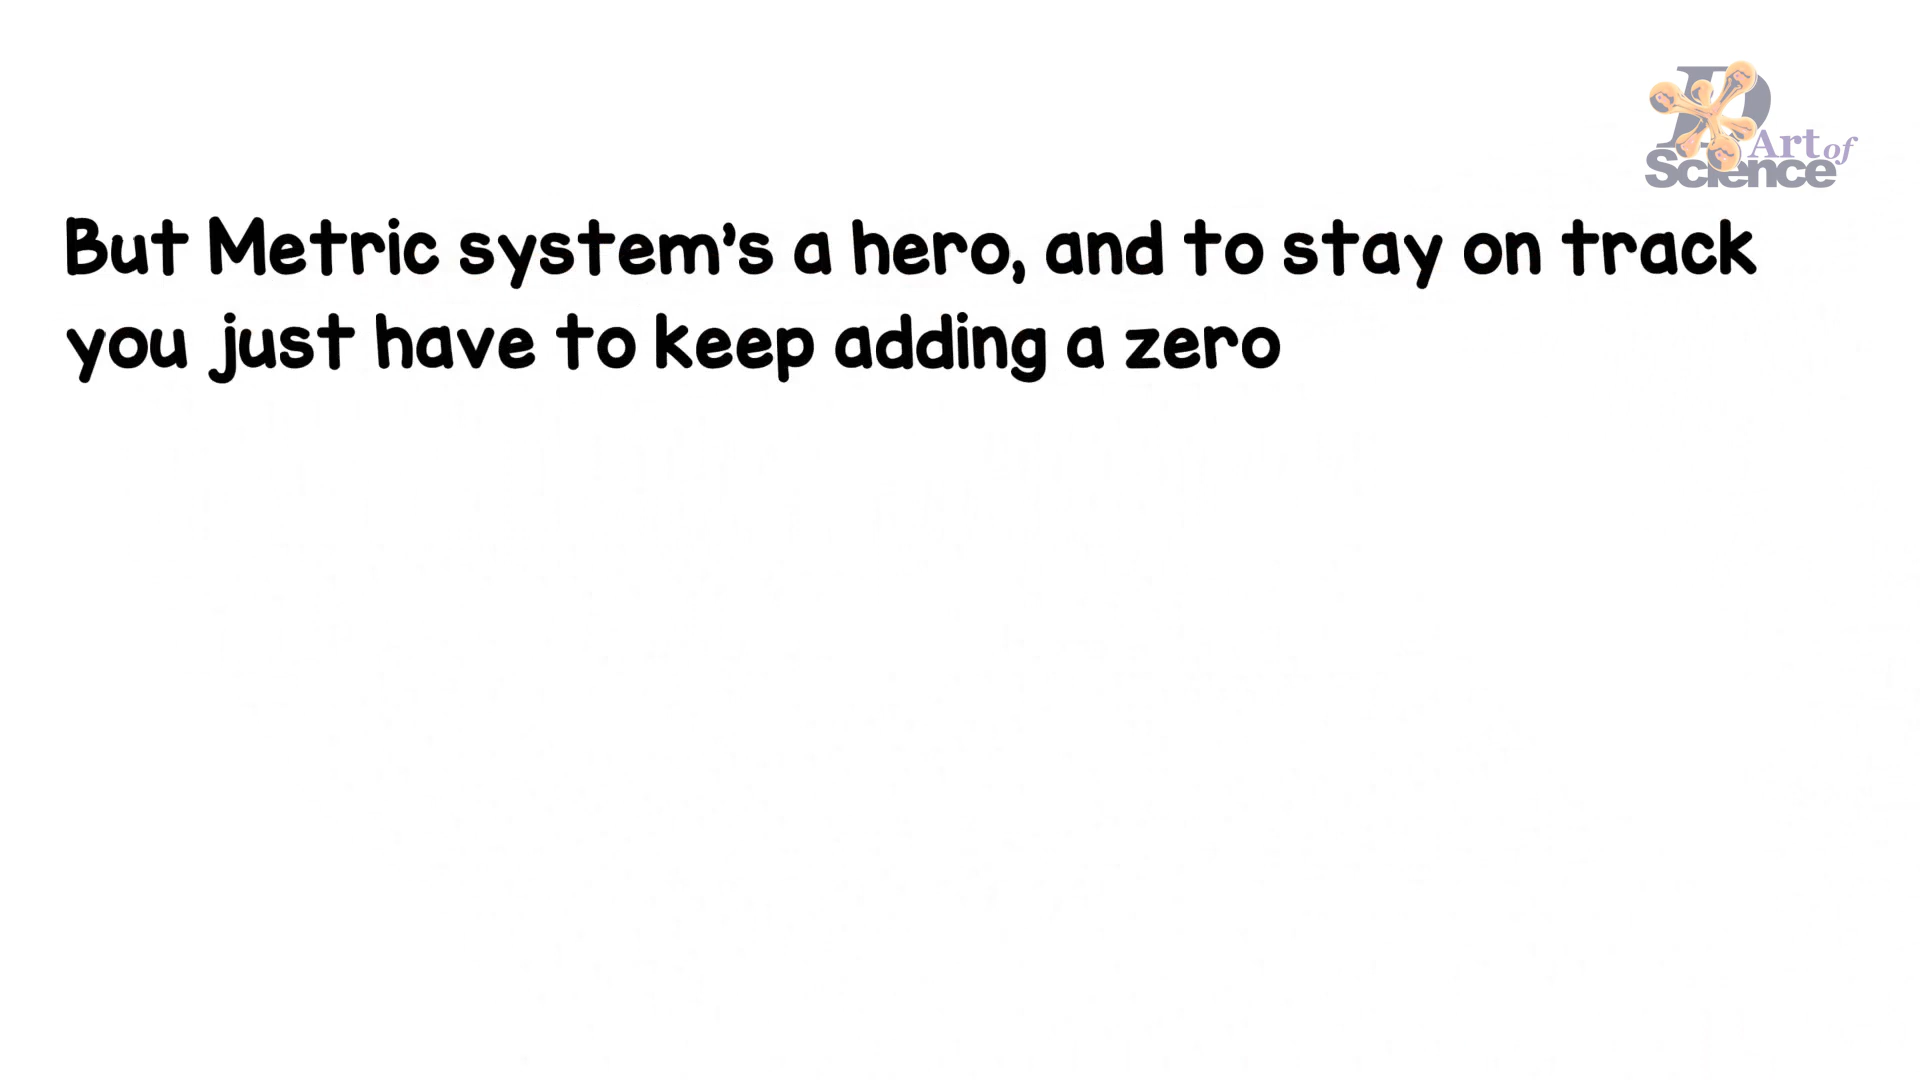 D
Art of
Science
But Metric system's a hero, and to stay on track
you just have to keep adding a zero